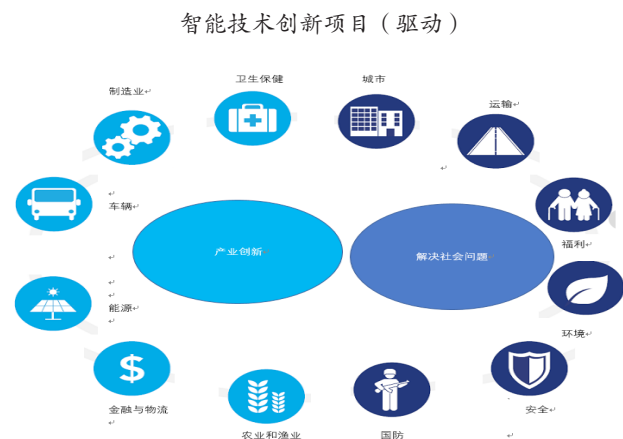 智能技术创新项目（驱动）
卫生保健
城市
制造业
运输
车辆
福利
产业创新
解决社会问题
能源
环境
金融与物流
安全
农业和渔业
国防